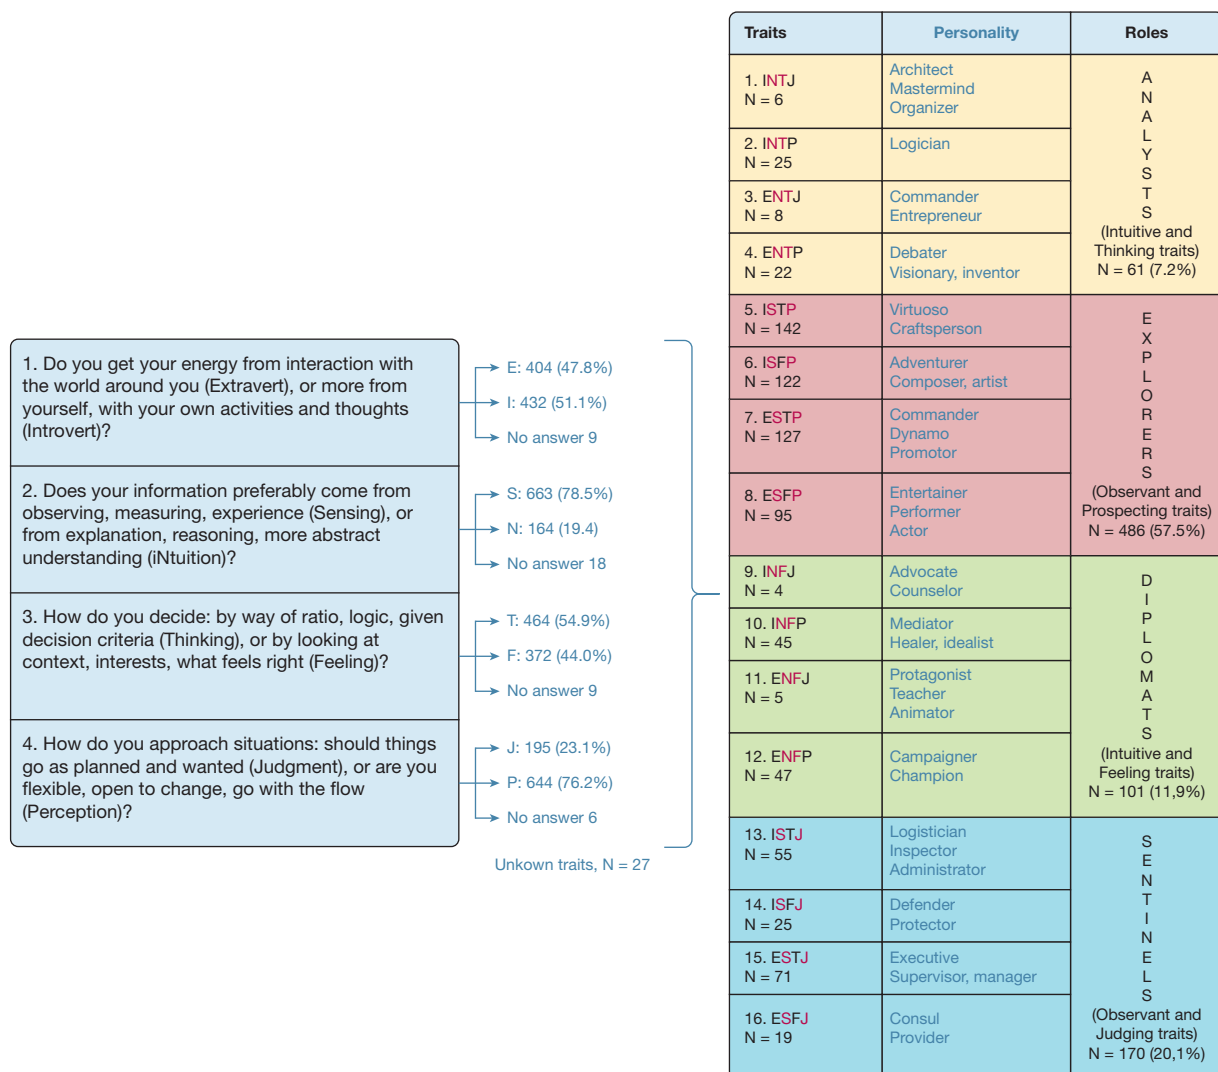 1. Do you get your energy from interaction with
the world around you (Extravert), or more from
yourself, with your own activities and thoughts
(Introvert)?
E: 404 (47.8%)
I: 432 (51.1%)
No answer 9
2. Does your information preferably come from
observing, measuring, experience (Sensing), or
from explanation, reasoning, more abstract
understanding (iNtuition)?
S: 663 (78.5%)
N: 164 (19.4)
No answer 18
3. How do you decide: by way of ratio, logic, given
decision criteria (Thinking), or by looking at
context, interests, what feels right (Feeling)?
T: 464 (54.9%)
F: 372 (44.0%)
No answer 9
4. How do you approach situations: should things
go as planned and wanted (Judgment), or are you
flexible, open to change, go with the flow
(Perception)?
J: 195 (23.1%)
P: 644 (76.2%)
No answer 6
Unkown traits, N = 27
Traits
Personality
Roles
1. INTJ
N = 6
Architect
Mastermind
Organizer
2. INTP
N = 25
Logician
3. ENTJ
N = 8
Commander
Entrepreneur
4. ENTP
N = 22
Debater
Visionary, inventor
ANALYSTS
(Intuitive and
Thinking traits)
N = 61 (7.2%)
5. ISTP
N = 142
Virtuoso
Craftsperson
6. ISFP
N = 122
Adventurer
Composer, artist
7. ESTP
N = 127
Commander
Dynamo
Promotor
8. ESFP
N = 95
Entertainer
Performer
Actor
EXPLORERS
(Observant and
Prospecting traits)
N = 486 (57.5%)
9. INFJ
N = 4
Advocate
Counselor
10. INFP
N = 45
Mediator
Healer, idealist
11. ENFJ
N = 5
Protagonist
Teacher
Animator
12. ENFP
N = 47
Campaigner
Champion
DIPLOMATS
(Intuitive and
Feeling traits)
N = 101 (11,9%)
13. ISTJ
N = 55
Logistician
Inspector
Administrator
14. ISFJ
N = 25
Defender
Protector
15. ESTJ
N = 71
Executive
Supervisor, manager
16. ESFJ
N = 19
Consul
Provider
SENTINELS
(Observant and
Judging traits)
N = 170 (20,1%)